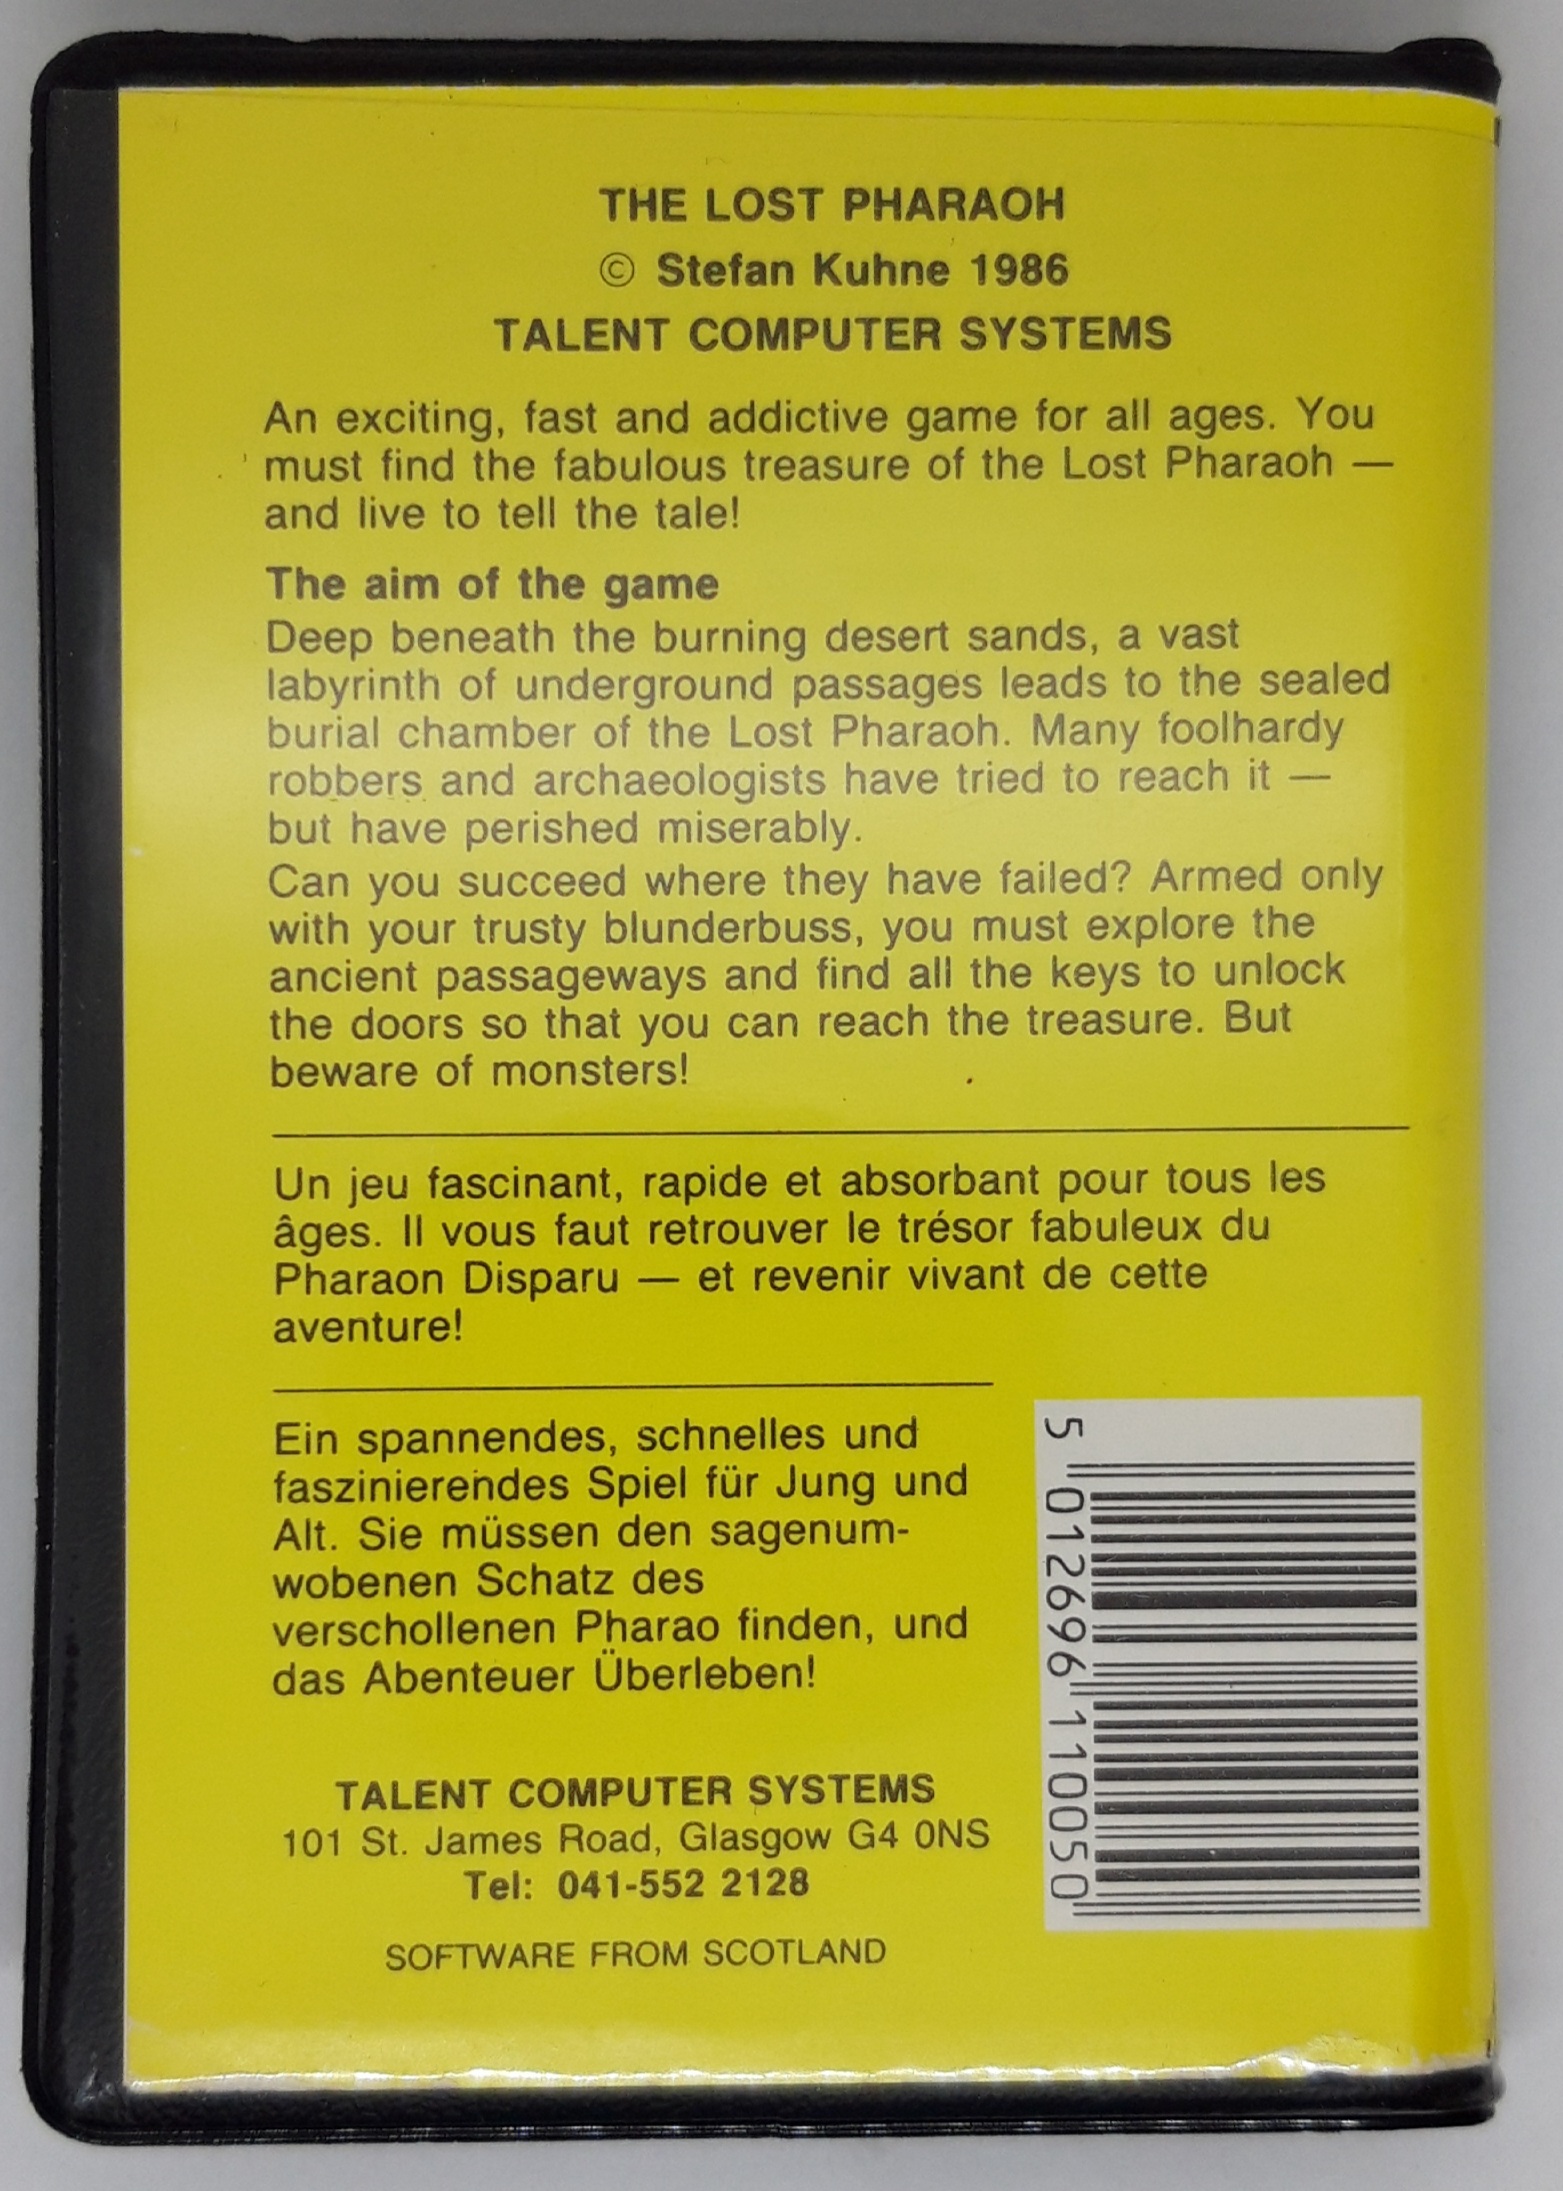 THE LOST PHARAOH
© Stefan Kuhne 1986
TALENT COMPUTER SYSTEMS
An exciting, fast and addictive game for all ages. You
must find the fabulous treasure of the Lost Pharaoh —
and live to tell the tale!
The aim of the game
Deep beneath the burning desert sands, a vast
labyrinth of underground passages leads to the sealed
burial chamber of the Lost Pharaoh. Many foolhardy
robbers and archaeologists have tried to reach it —
but have perished miserably.
Can you succeed where they have failed? Armed only
with your trusty blunderbuss, you must explore the
ancient passageways and find all the keys to unlock
the doors so that you can reach the treasure. But
beware of monsters!
Un jeu fascinant, rapide et absorbant pour tous les
âges. Il vous faut retrouver le trésor fabuleux du
Pharaon Disparu — et revenir vivant de cette
aventure!
Ein spannendes, schnelles und
faszinierendes Spiel für Jung und
Alt. Sie müssen den sagenum-
wobenen Schatz des
verschollenen Pharao finden, und
das Abenteuer Überleben!
TALENT COMPUTER SYSTEMS
101 St. James Road, Glasgow G4 0NS
Tel: 041-552 2128
SOFTWARE FROM SCOTLAND
5 012696 110050